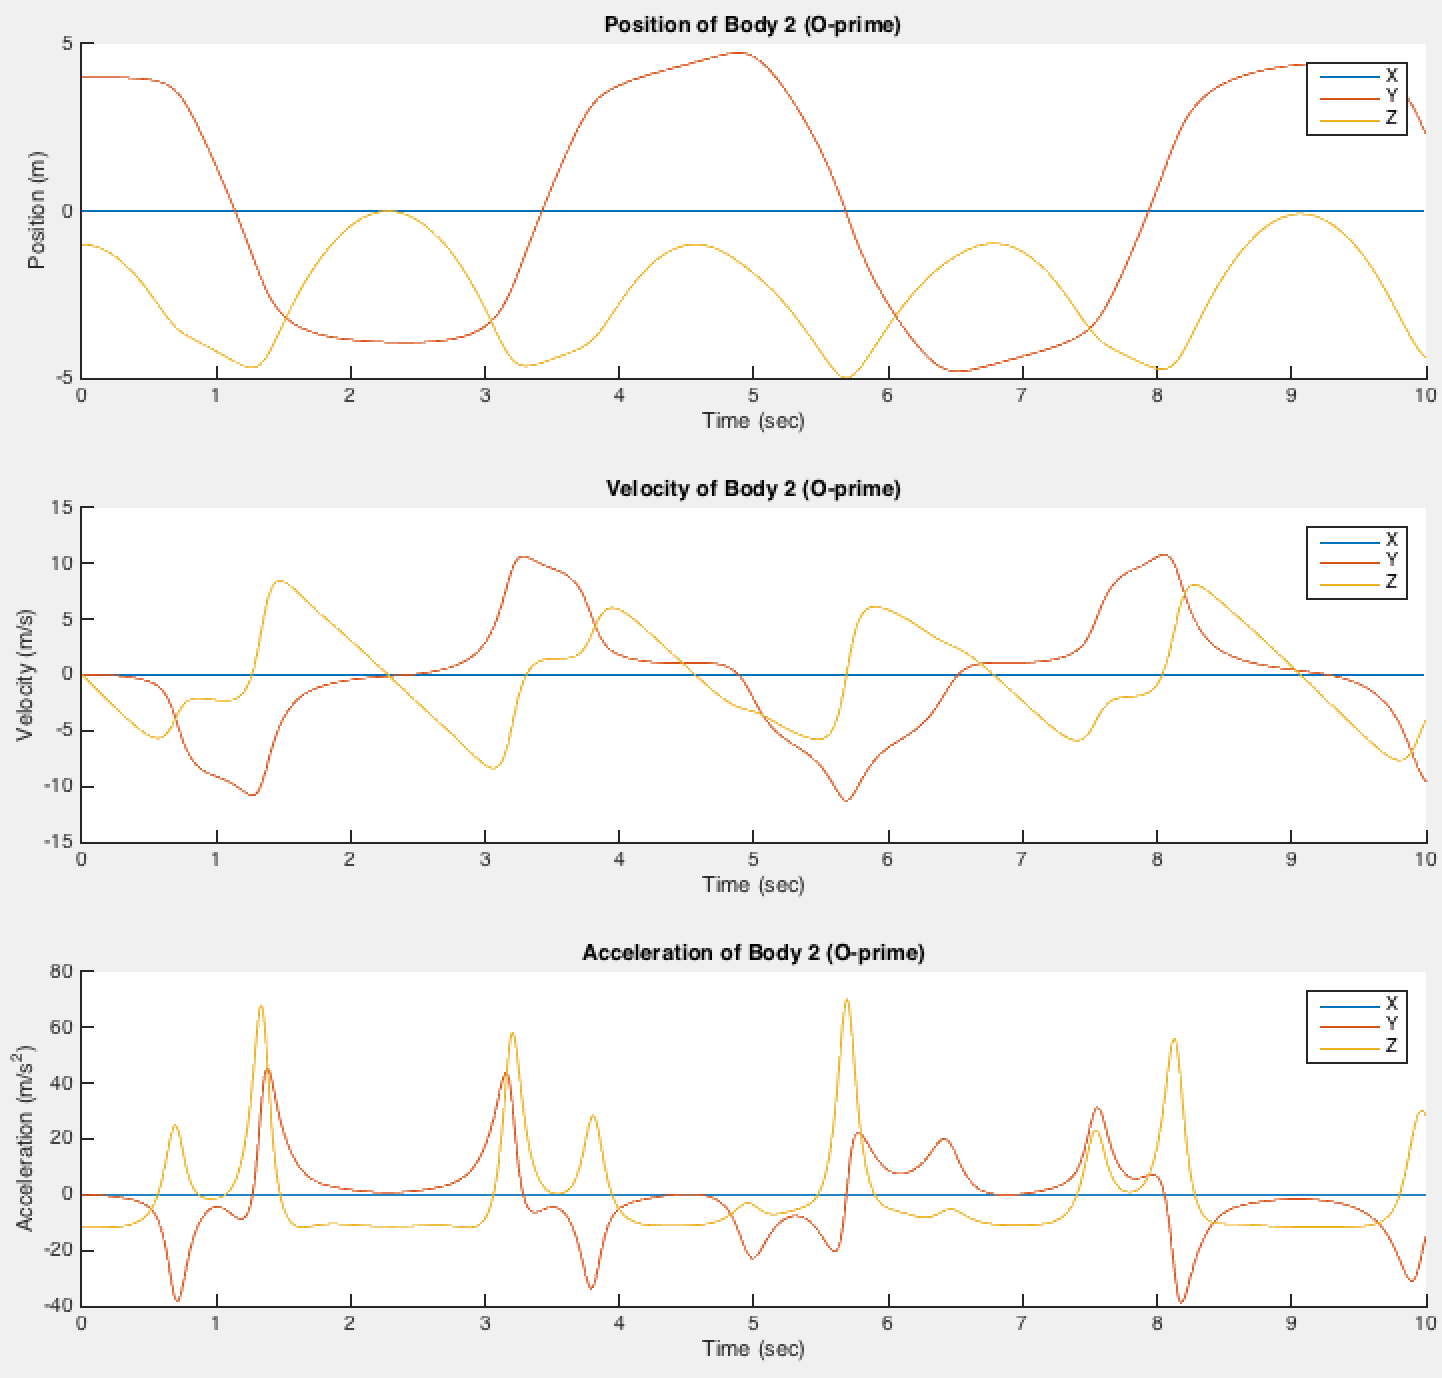 Position of Body 2 (O-prime)
5
0
-5
Position (m)
X
Y
Z
0 1 2 3 4 5 6 7 8 9 10
Time (sec)
Velocity of Body 2 (O-prime)
15
10
5
0
-5
-10
-15
Velocity (m/s)
X
Y
Z
0 1 2 3 4 5 6 7 8 9 10
Time (sec)
Acceleration of Body 2 (O-prime)
80
60
40
20
0
-20
-40
Acceleration (m/s²)
X
Y
Z
0 1 2 3 4 5 6 7 8 9 10
Time (sec)